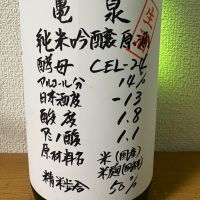 亀泉
生酒
純米吟醸原酒
酵母 CEL-24
アルコール分 14%
日本酒度 -13
酸度 1.8
アミノ酸 1.1
原材料名 米(国産)
米麹(国産米)
精米歩合 50%